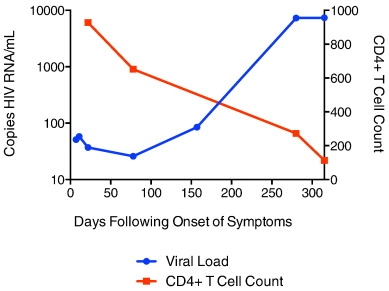 10000
1000
100
10
Copies HIV RNA/mL
1000
800
600
400
200
0
CD4+ T Cell Count
0 50 100 150 200 250 300
Days Following Onset of Symptoms
Viral Load
CD4+ T Cell Count